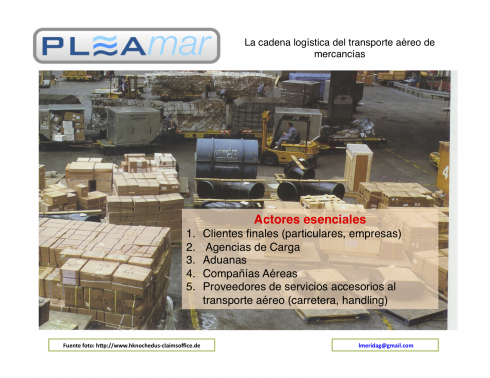 PLEAmar
La cadena logística del transporte aéreo de
mercancías
Actores esenciales
1. Clientes finales (particulares, empresas)
2. Agencias de Carga
3. Aduanas
4. Compañías Aéreas
5. Proveedores de servicios accesorios al
transporte aéreo (carretera, handling)
Fuente foto: http://www.hknochedus-claimsoffice.de
lmeridag@gmail.com